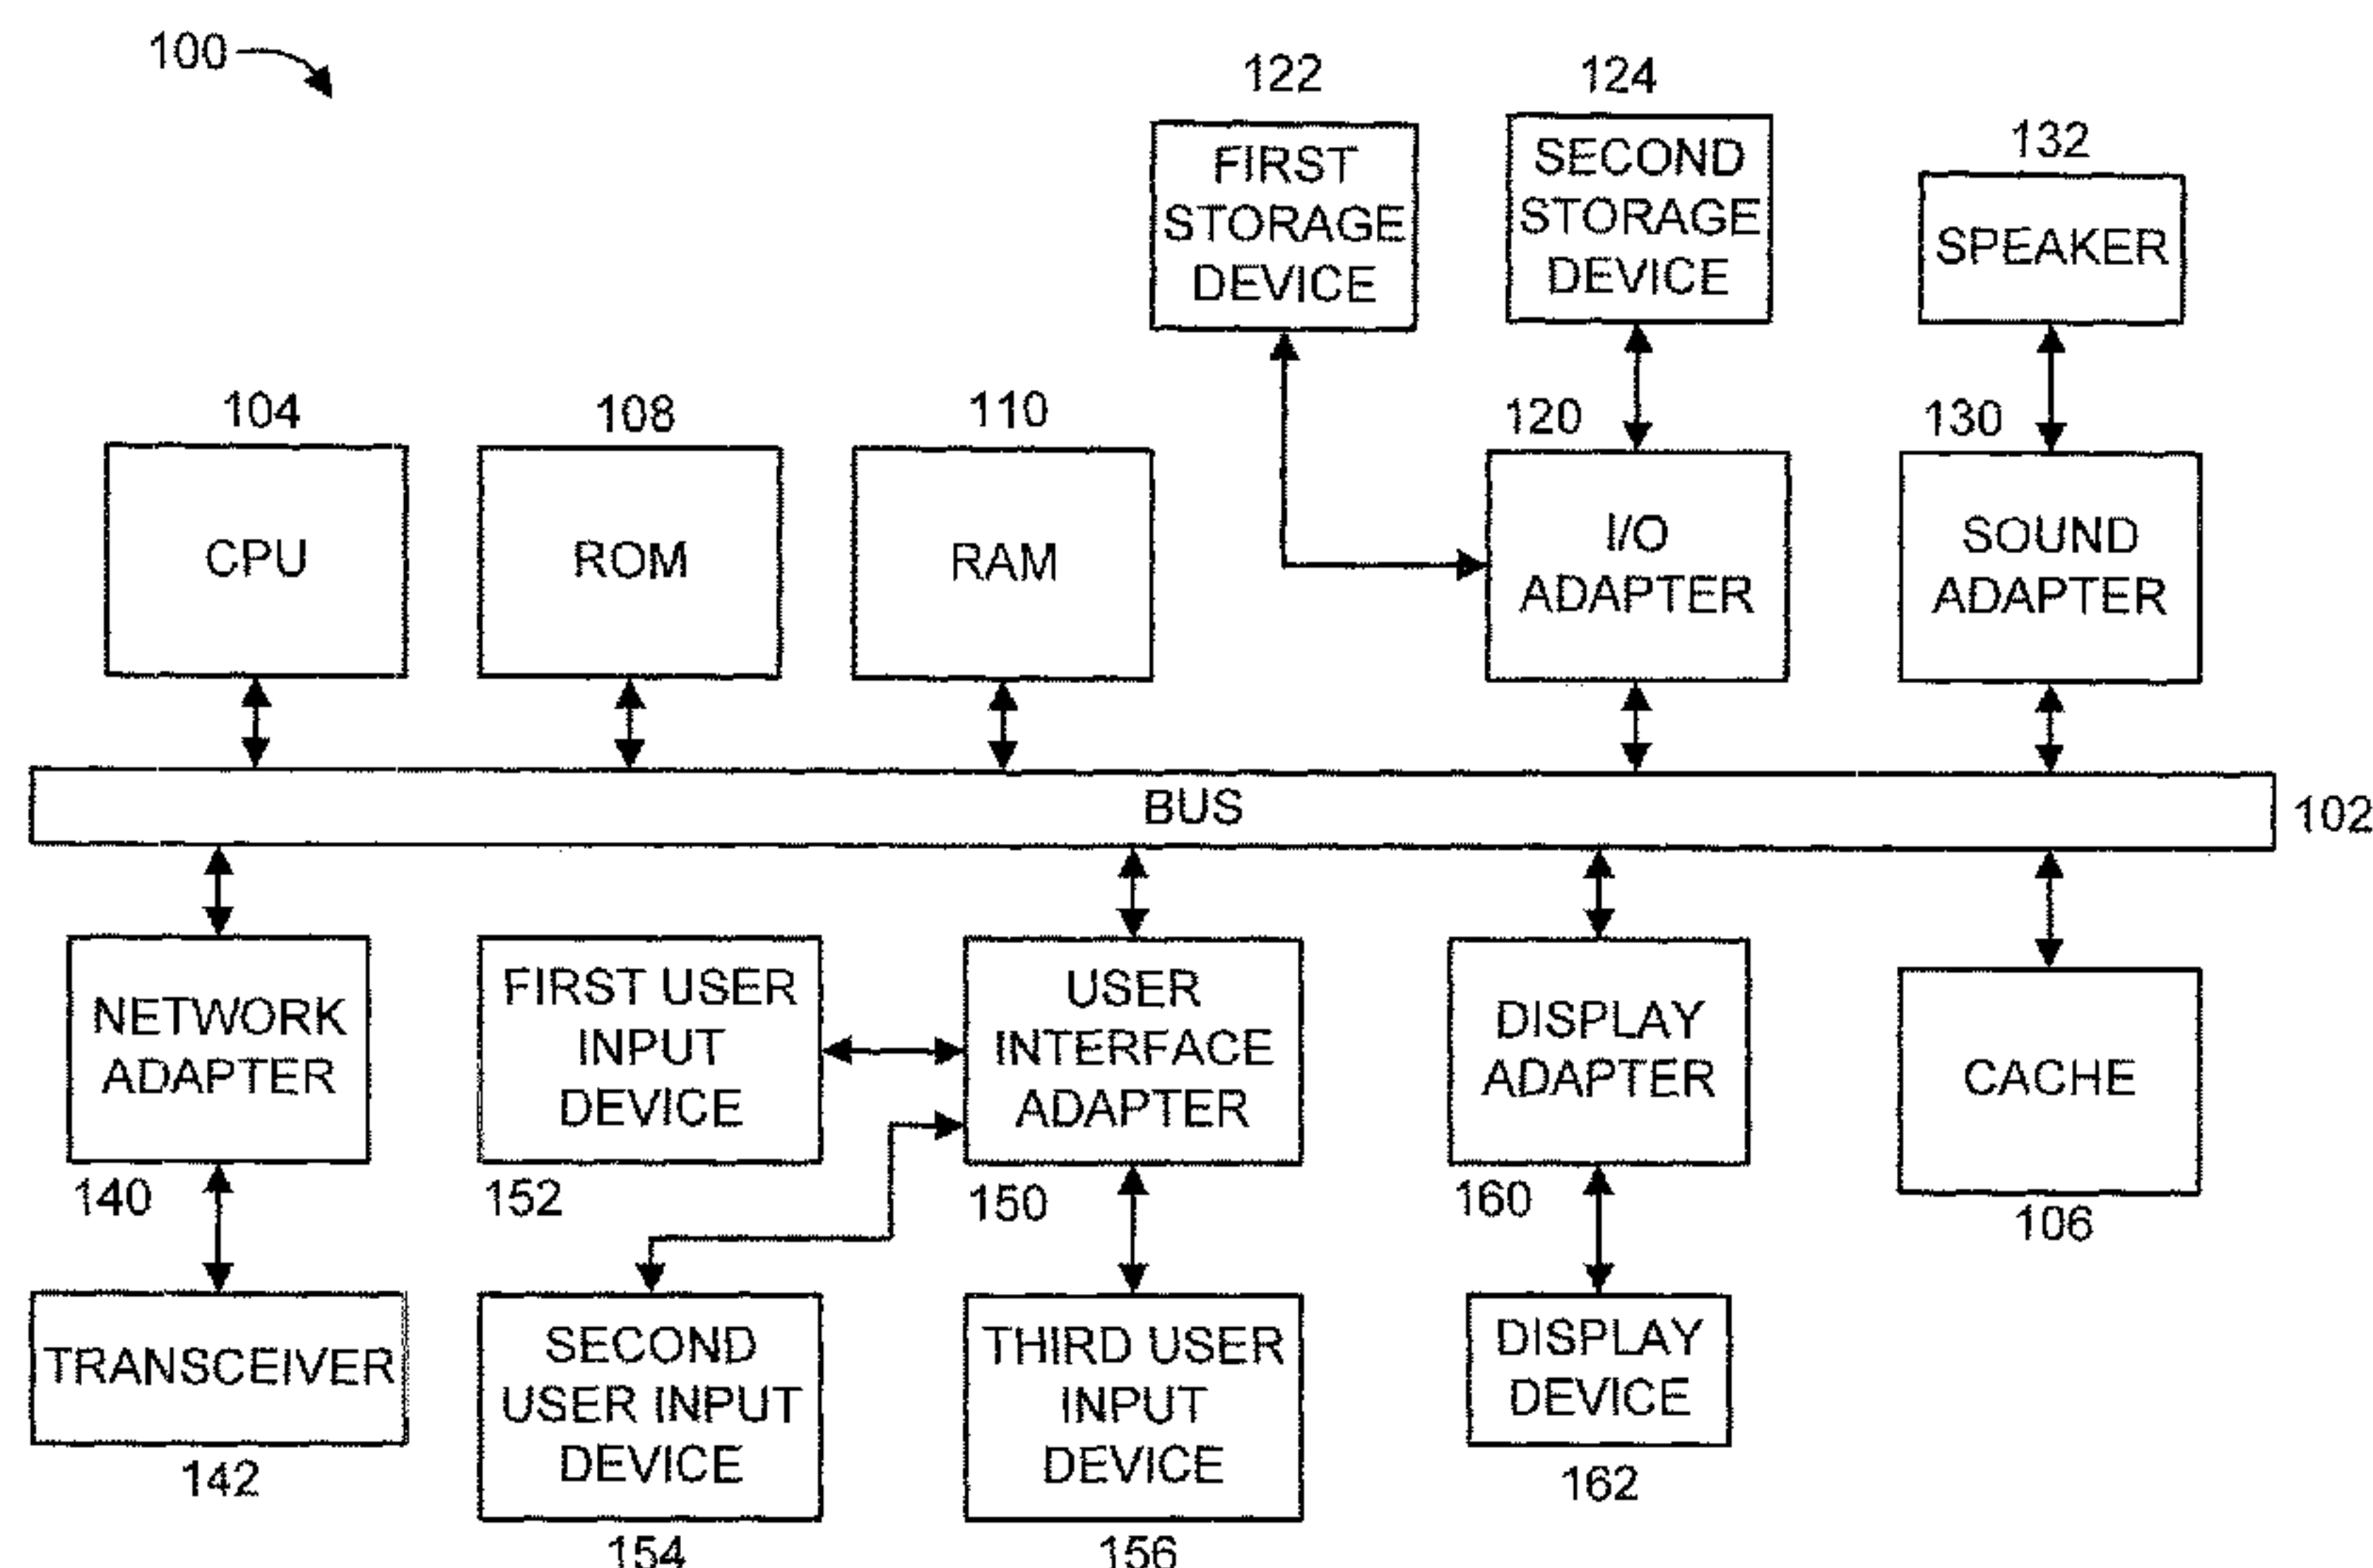 100
122
FIRST
STORAGE
DEVICE
124
SECOND
STORAGE
DEVICE
132
SPEAKER
104
CPU
108
ROM
110
RAM
120
I/O
ADAPTER
130
SOUND
ADAPTER
BUS
102
NETWORK
ADAPTER
140
FIRST USER
INPUT
DEVICE
152
USER
INTERFACE
ADAPTER
150
DISPLAY
ADAPTER
160
CACHE
106
TRANSCEIVER
142
SECOND
USER INPUT
DEVICE
154
THIRD USER
INPUT
DEVICE
156
DISPLAY
DEVICE
162